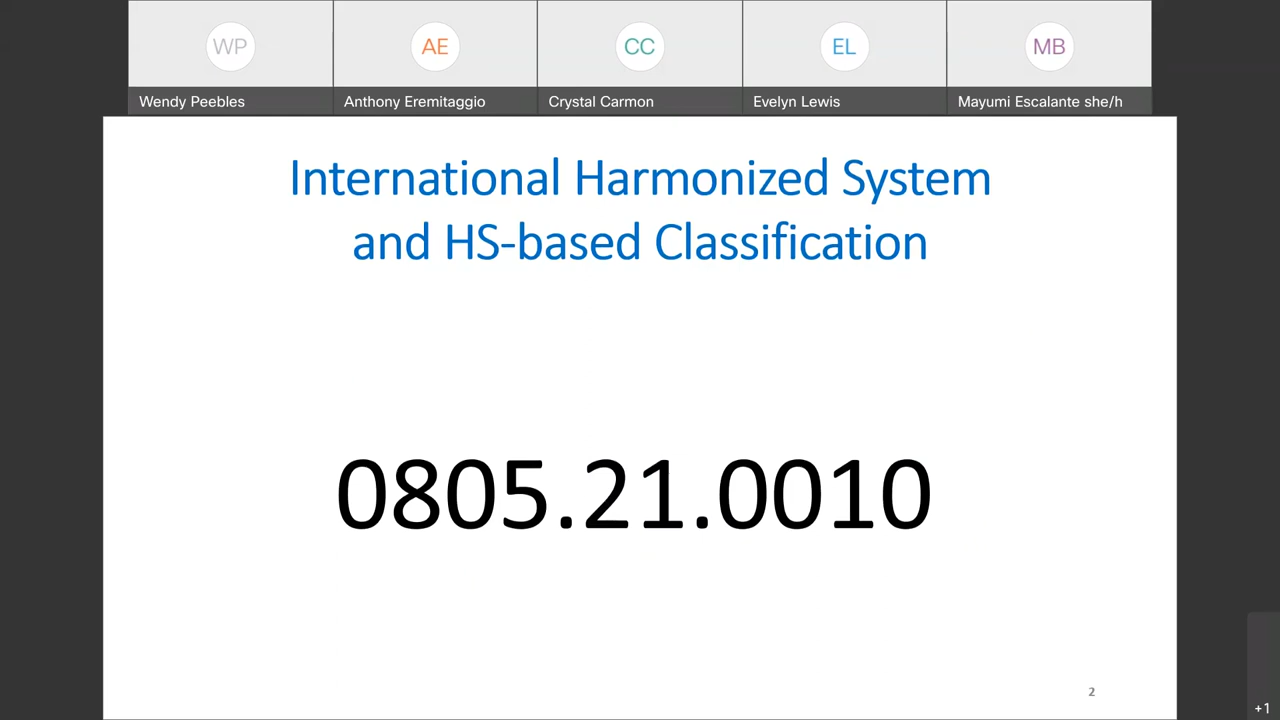 WP AE CC EL MB
Wendy Peebles Anthony Eremitaggio Crystal Carmon Evelyn Lewis Mayumi Escalante she/h
International Harmonized System
and HS-based Classification
0805.21.0010
2
+1